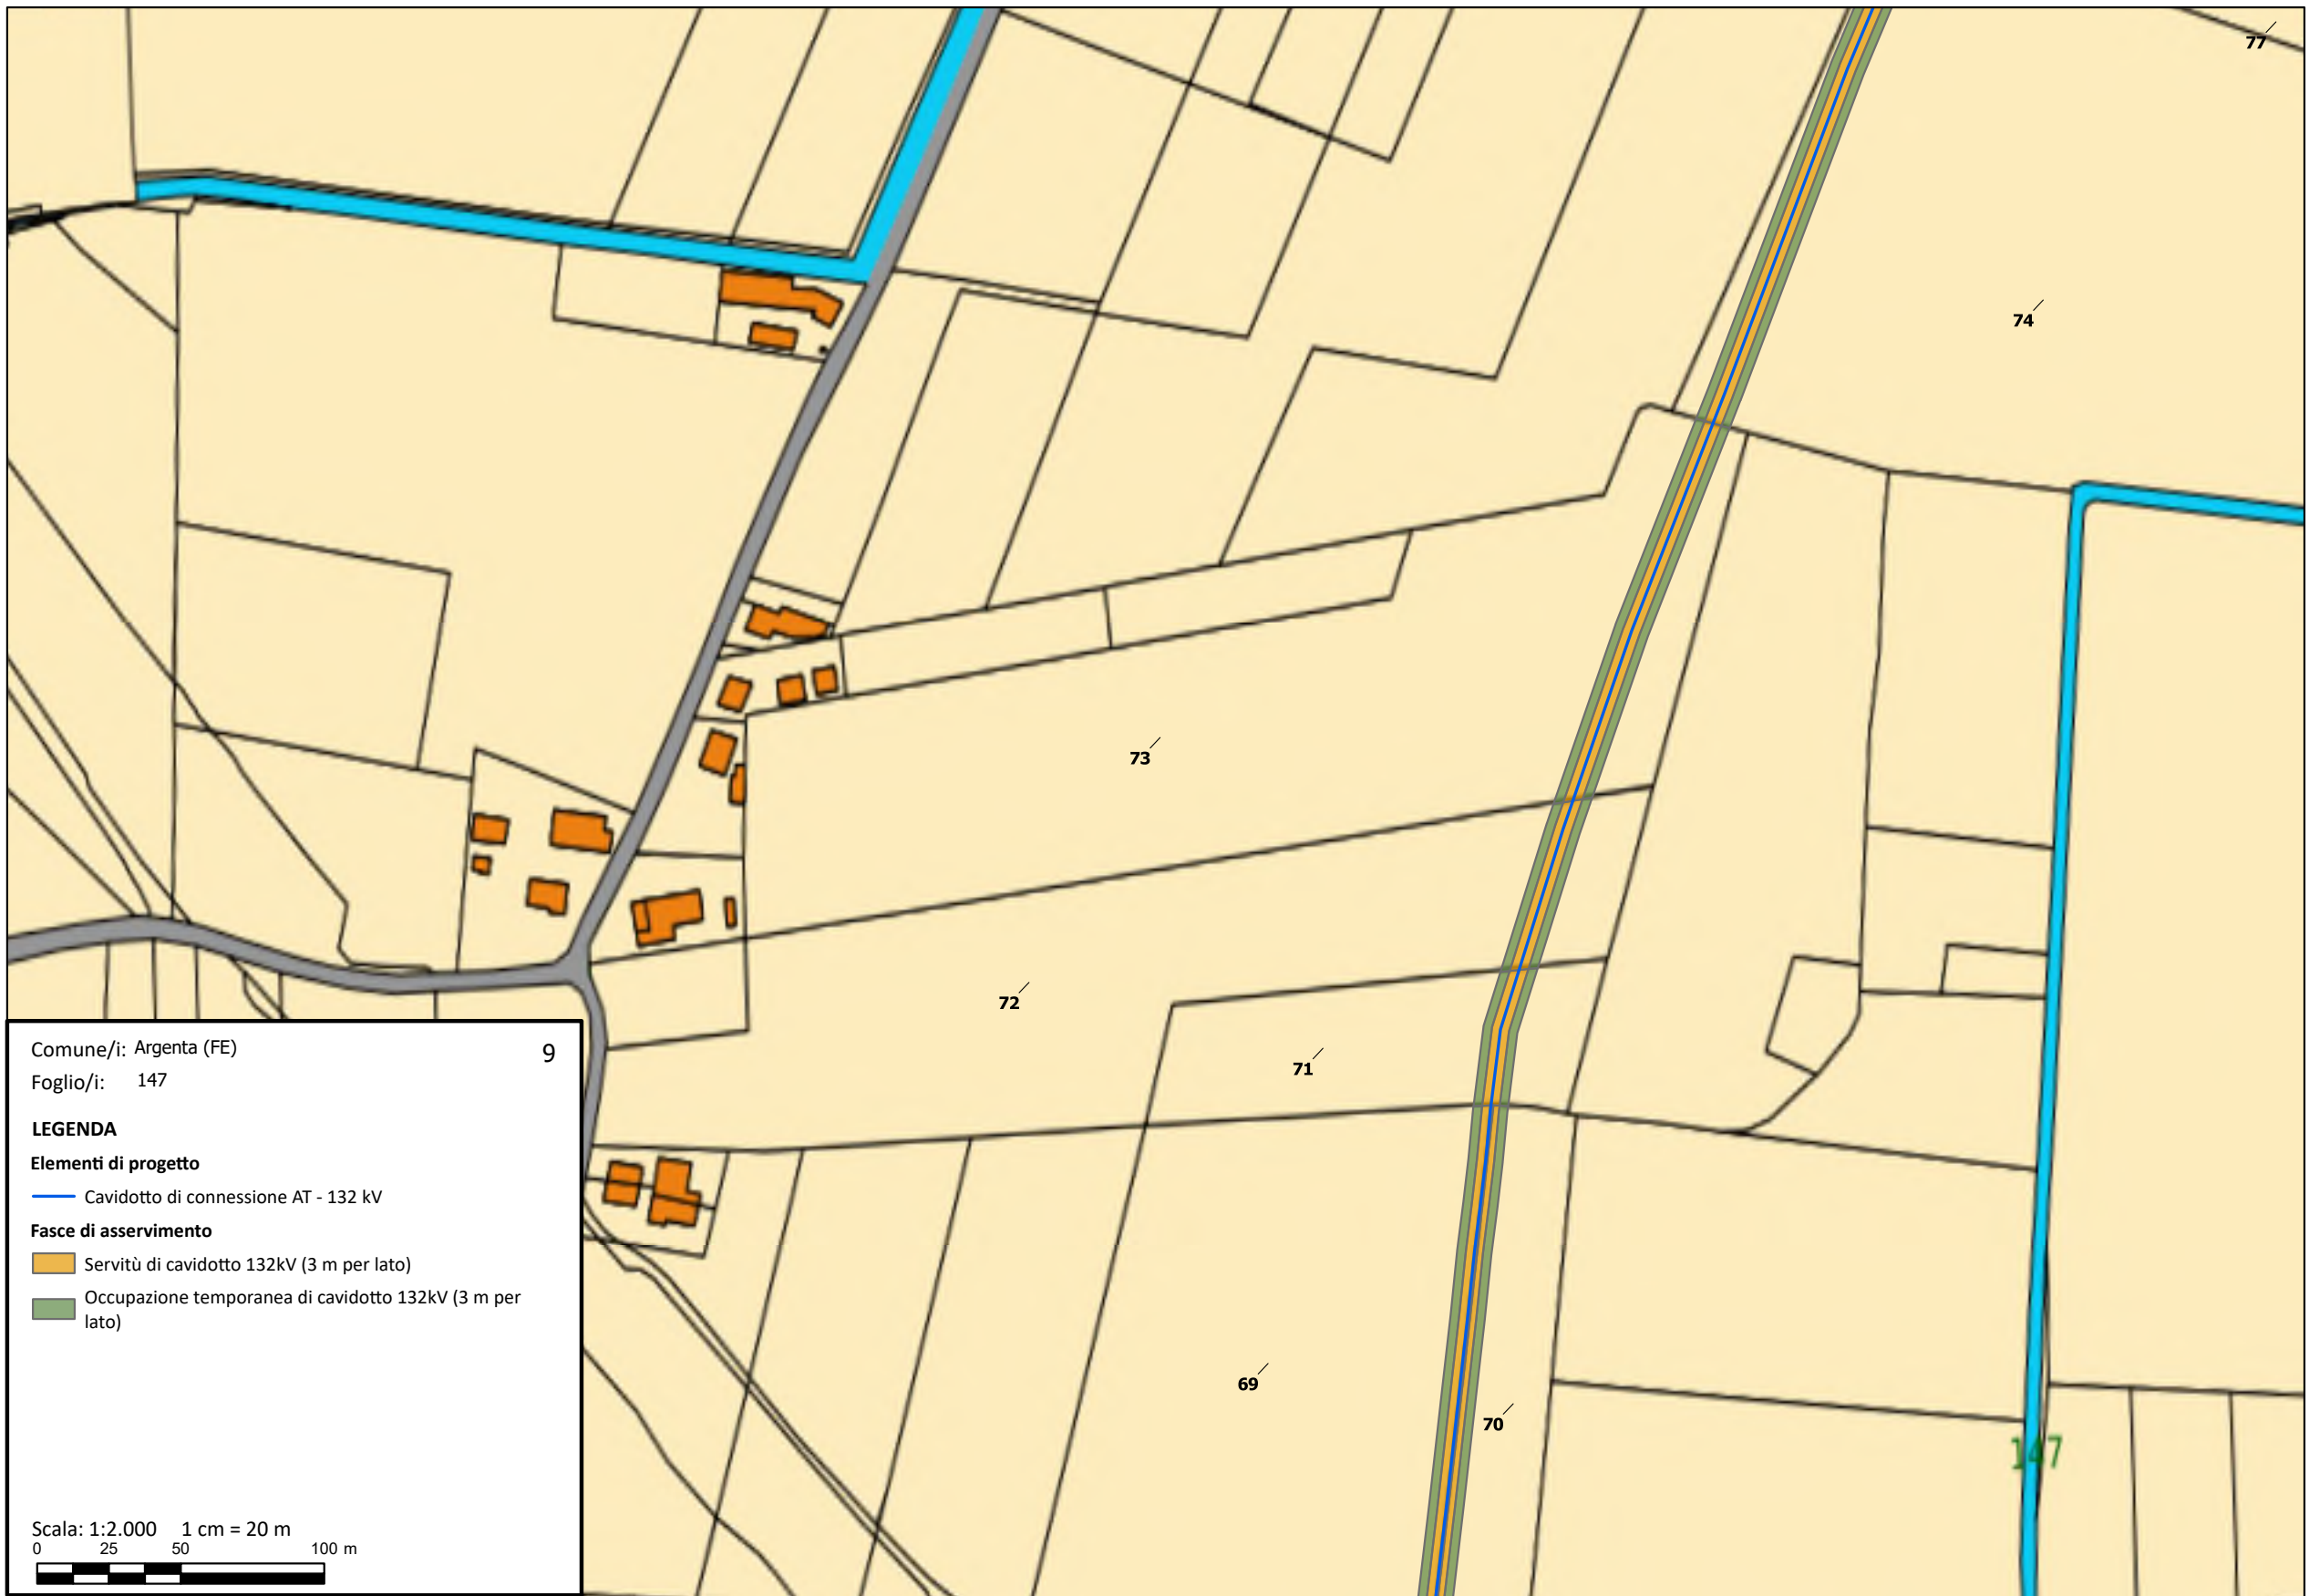 77
74
73
72
71
69
70
147
Comune/i: Argenta (FE)
9
Foglio/i: 147
LEGENDA
Elementi di progetto
Cavidotto di connessione AT - 132 kV
Fasce di asservimento
Servitù di cavidotto 132kV (3 m per lato)
Occupazione temporanea di cavidotto 132kV (3 m per
lato)
Scala: 1:2.000 1 cm = 20 m
0 25 50 100 m